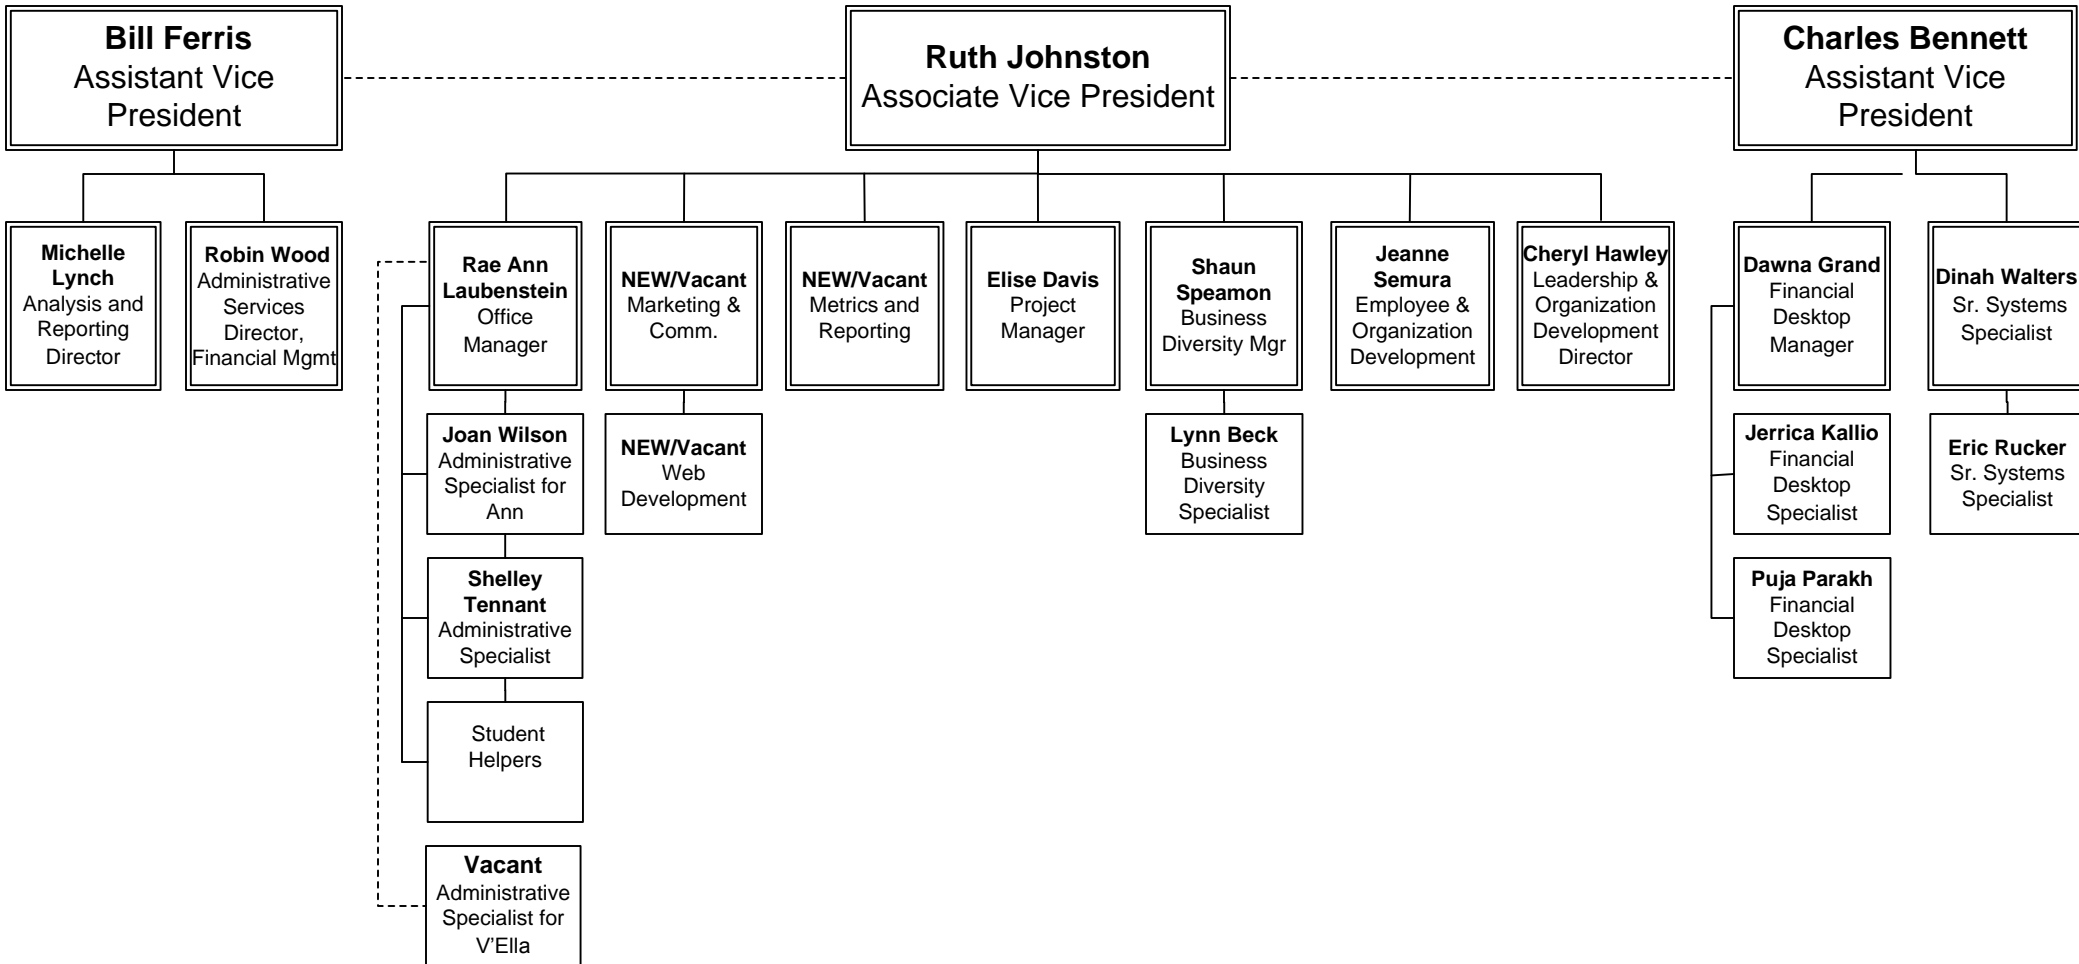 Bill Ferris
Assistant Vice
President
Ruth Johnston
Associate Vice President
Charles Bennett
Assistant Vice
President
Michelle
Lynch
Analysis and
Reporting
Director
Robin Wood
Administrative
Services
Director,
Financial Mgmt
Rae Ann
Laubenstein
Office
Manager
NEW/Vacant
Marketing &
Comm.
NEW/Vacant
Metrics and
Reporting
Elise Davis
Project
Manager
Shaun
Speamon
Business
Diversity Mgr
Jeanne
Semura
Employee &
Organization
Development
Cheryl Hawley
Leadership &
Organization
Development
Director
Dawna Grand
Financial
Desktop
Manager
Dinah Walters
Sr. Systems
Specialist
Joan Wilson
Administrative
Specialist for
Ann
NEW/Vacant
Web
Development
Lynn Beck
Business
Diversity
Specialist
Jerrica Kallio
Financial
Desktop
Specialist
Eric Rucker
Sr. Systems
Specialist
Shelley
Tennant
Administrative
Specialist
Puja Parakh
Financial
Desktop
Specialist
Student
Helpers
Vacant
Administrative
Specialist for
V'Ella